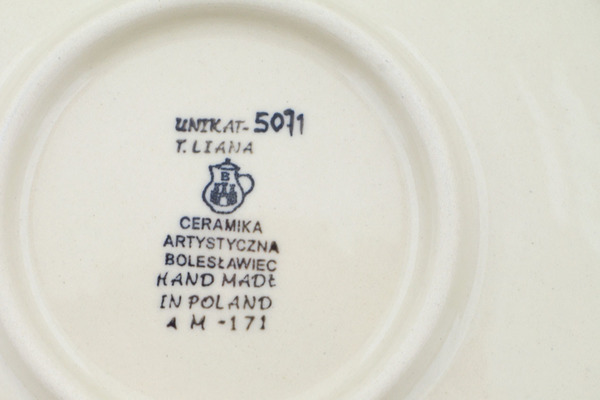 UNIKAT-5071
T. LIANA
B
CERAMIKA
ARTYSTYCZNA
BOLESŁAWIEC
HAND MADE
IN POLAND
A M -171